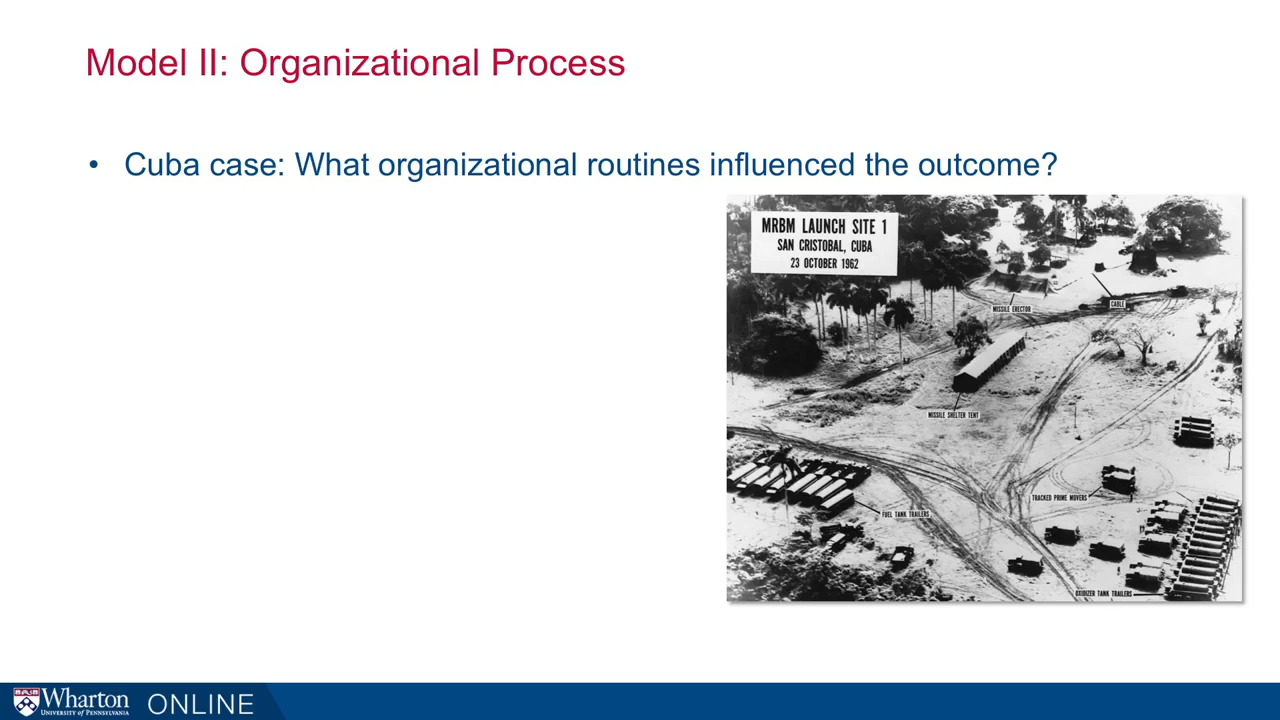 Model II: Organizational Process
• Cuba case: What organizational routines influenced the outcome?
MRBM LAUNCH SITE 1
SAN CRISTOBAL, CUBA
23 OCTOBER 1962
MISSILE ERECTOR
CABLE
MISSILE SHELTER TENT
TRACKED PRIME MOVERS
FUEL TANK TRAILERS
OXIDIZER TANK TRAILERS
Wharton ONLINE
UNIVERSITY OF PENNSYLVANIA